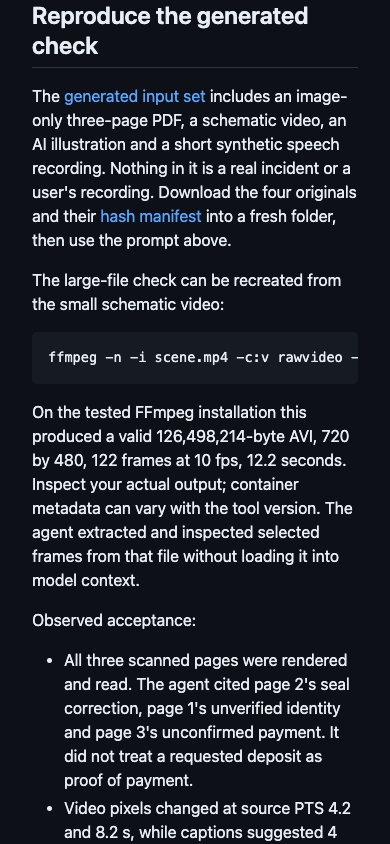 Reproduce the generated
check
The generated input set includes an image-
only three-page PDF, a schematic video, an
AI illustration and a short synthetic speech
recording. Nothing in it is a real incident or a
user's recording. Download the four originals
and their hash manifest into a fresh folder,
then use the prompt above.
The large-file check can be recreated from
the small schematic video:
ffmpeg -n -i scene.mp4 -c:v rawvideo -
On the tested FFmpeg installation this
produced a valid 126,498,214-byte AVI, 720
by 480, 122 frames at 10 fps, 12.2 seconds.
Inspect your actual output; container
metadata can vary with the tool version. The
agent extracted and inspected selected
frames from that file without loading it into
model context.
Observed acceptance:
• All three scanned pages were rendered
and read. The agent cited page 2's seal
correction, page 1's unverified identity
and page 3's unconfirmed payment. It
did not treat a requested deposit as
proof of payment.
• Video pixels changed at source PTS 4.2
and 8.2 s, while captions suggested 4